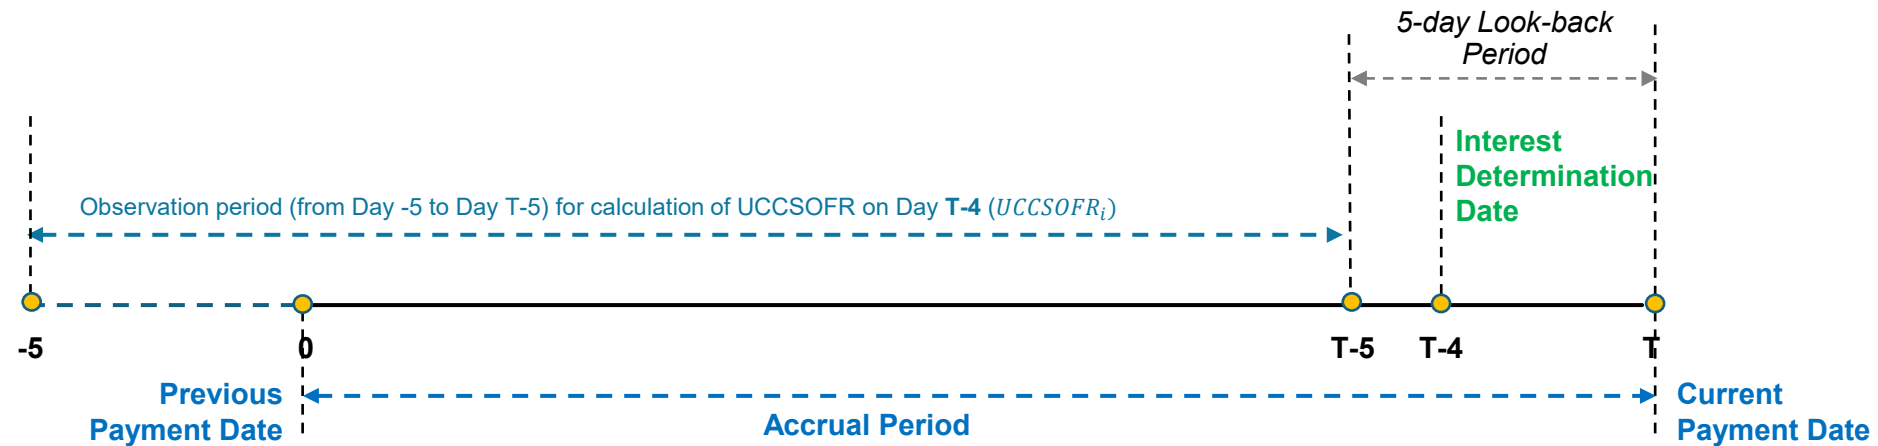 5-day Look-back
Period
Interest
Determination
Date
Observation period (from Day -5 to Day T-5) for calculation of UCCSOFR on Day T-4 (UCCSOFRᵢ)
-5
0
T-5
T-4
T
Previous
Payment Date
Accrual Period
Current
Payment Date